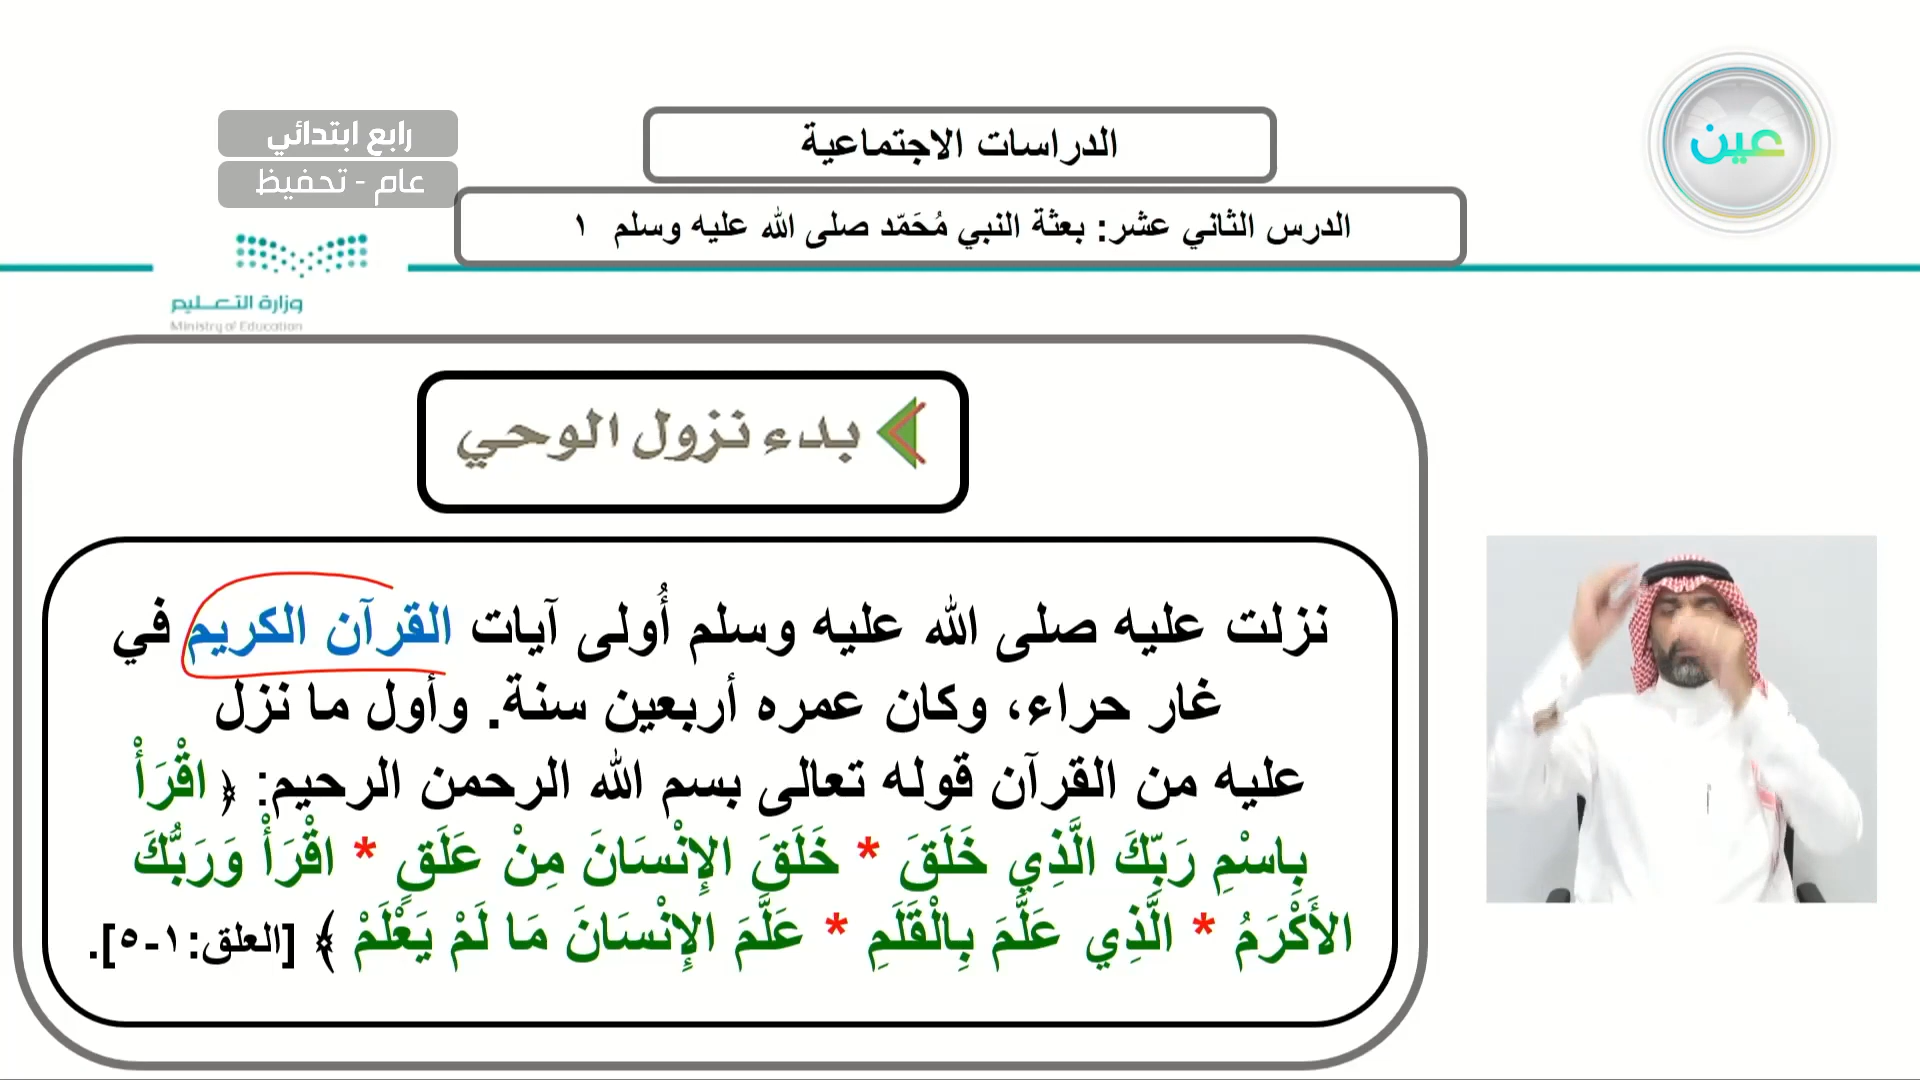 عين
الدراسات الاجتماعية
رابع ابتدائي
عام - تحفيظ
الدرس الثاني عشر: بعثة النبي مُحَمّد صلى الله عليه وسلم ١
وزارة التعليم
Ministry of Education
بدء نزول الوحي
نزلت عليه صلى الله عليه وسلم أُولى آيات القرآن الكريم في
غار حراء، وكان عمره أربعين سنة. وأول ما نزل
عليه من القرآن قوله تعالى بسم الله الرحمن الرحيم: ﴿ اقْرَأْ
بِاسْمِ رَبِّكَ الَّذِي خَلَقَ * خَلَقَ الإِنْسَانَ مِنْ عَلَقٍ * اقْرَأْ وَرَبُّكَ
الأَكْرَمُ * الَّذِي عَلَّمَ بِالْقَلَمِ * عَلَّمَ الإِنْسَانَ مَا لَمْ يَعْلَمْ ﴾ [العلق: ١-٥].